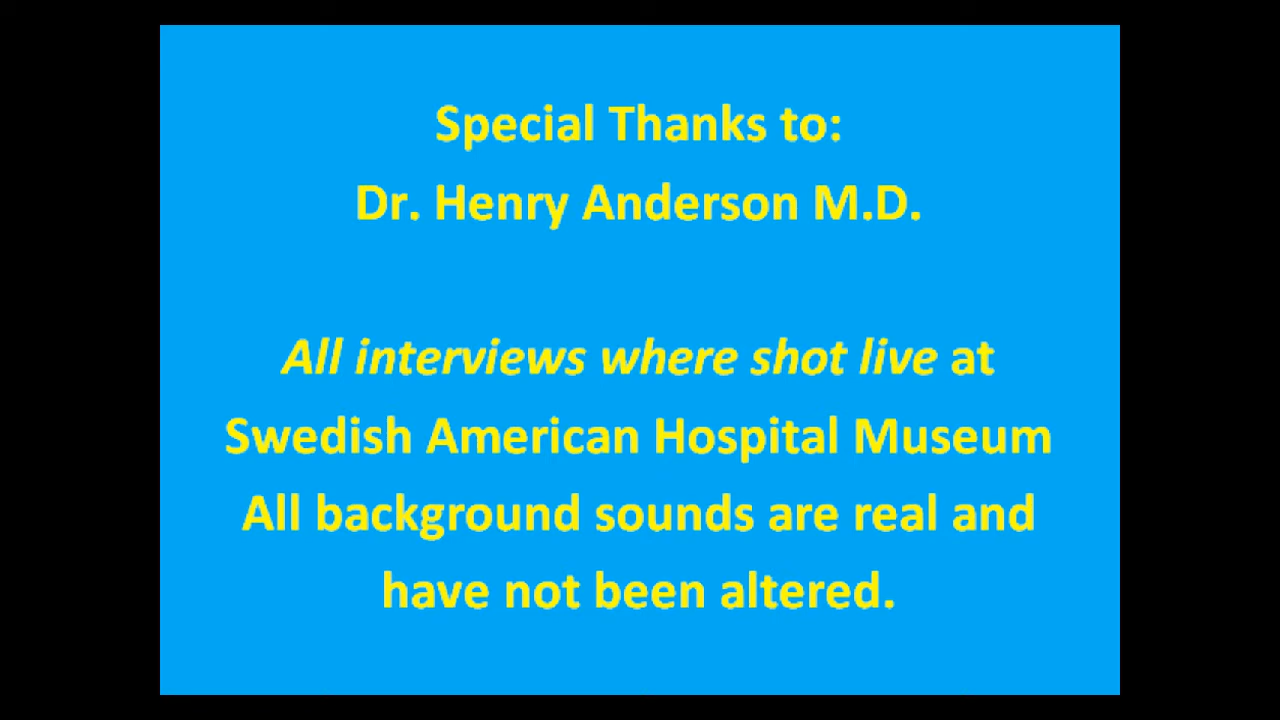 Special Thanks to:
Dr. Henry Anderson M.D.
All interviews where shot live at
Swedish American Hospital Museum
All background sounds are real and
have not been altered.